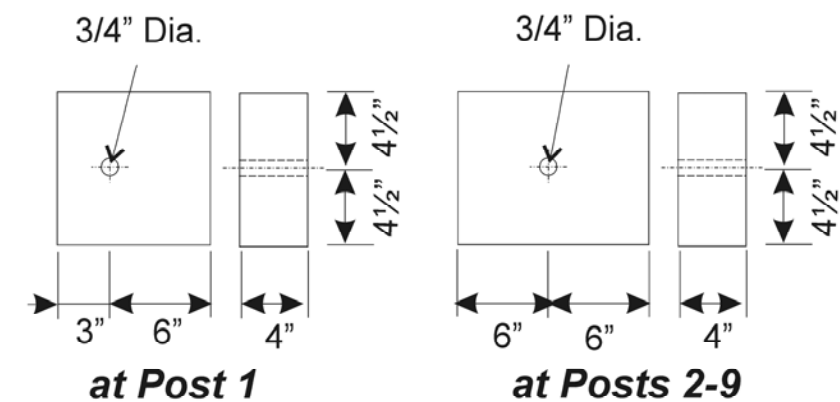 3/4” Dia.
4½”
4½”
3”
6”
4”
at Post 1
3/4” Dia.
4½”
4½”
6”
6”
4”
at Posts 2-9